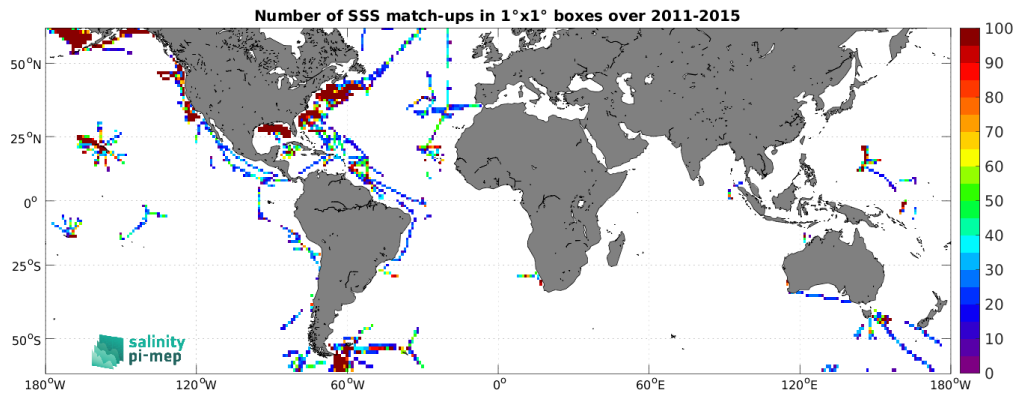 Number of SSS match-ups in 1°x1° boxes over 2011-2015
50°N
25°N
0°
25°S
50°S
180°W
120°W
60°W
0°
60°E
120°E
180°W
100
90
80
70
60
50
40
30
20
10
0
salinity
pi-mep